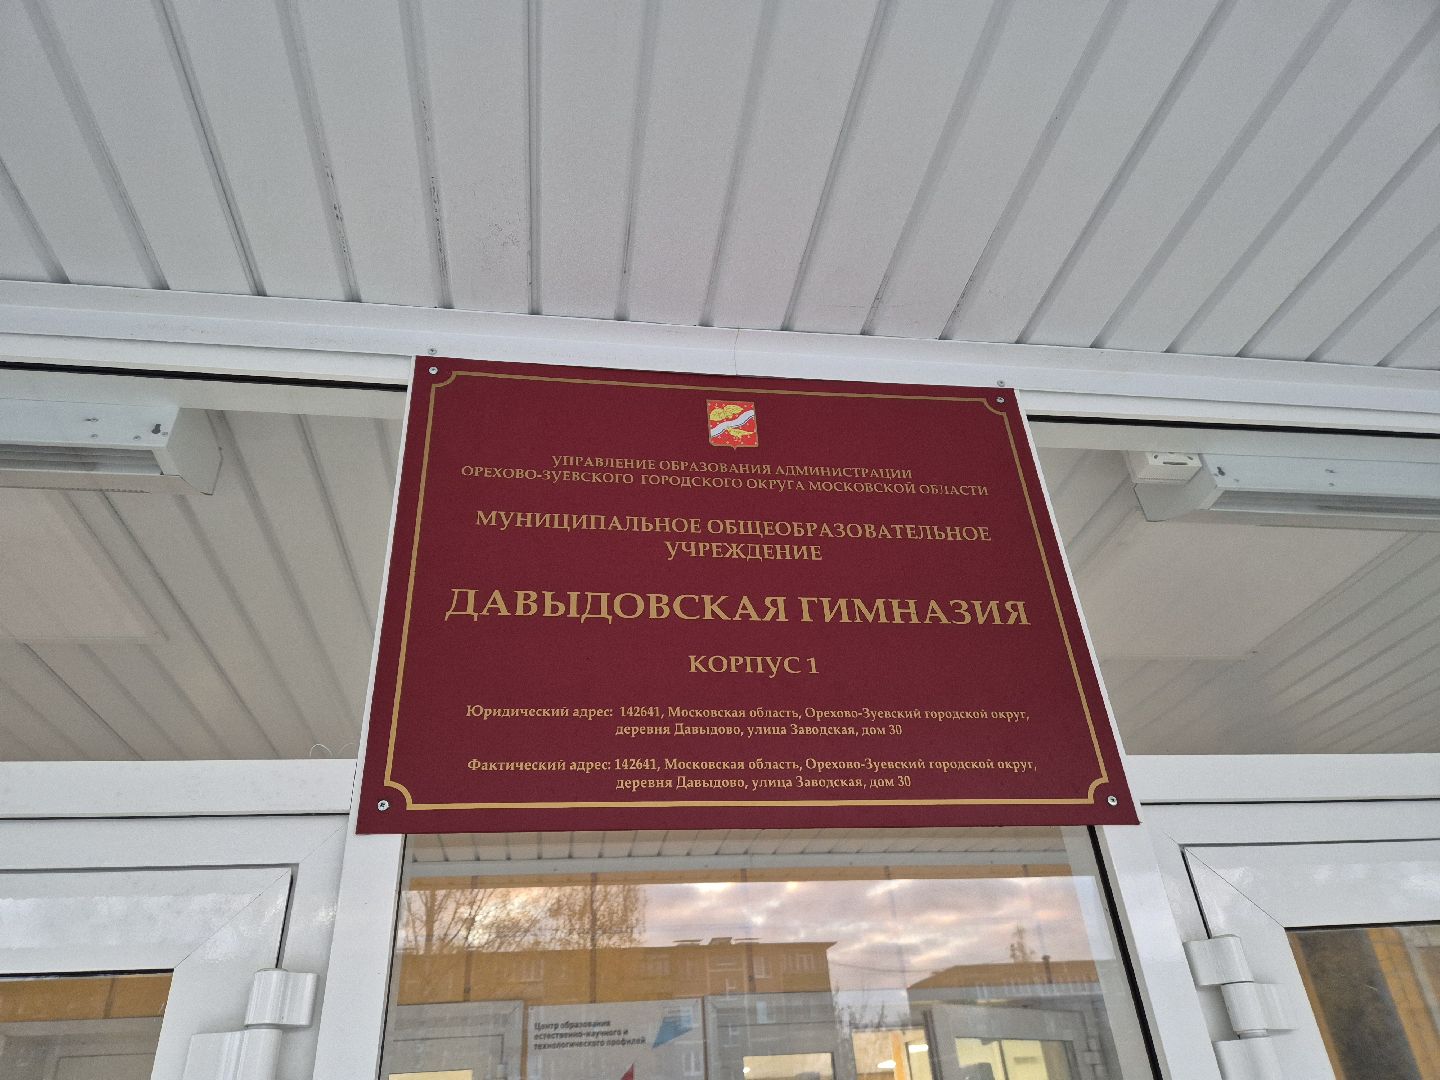 УПРАВЛЕНИЕ ОБРАЗОВАНИЯ АДМИНИСТРАЦИИ
ОРЕХОВО-ЗУЕВСКОГО ГОРОДСКОГО ОКРУГА МОСКОВСКОЙ ОБЛАСТИ
МУНИЦИПАЛЬНОЕ ОБЩЕОБРАЗОВАТЕЛЬНОЕ
УЧРЕЖДЕНИЕ
ДАВЫДОВСКАЯ ГИМНАЗИЯ
КОРПУС 1
Юридический адрес: 142641, Московская область, Орехово-Зуевский городской округ,
деревня Давыдово, улица Заводская, дом 30
Фактический адрес: 142641, Московская область, Орехово-Зуевский городской округ,
деревня Давыдово, улица Заводская, дом 30
Центр образования
естественно-научного и
технологического профилей